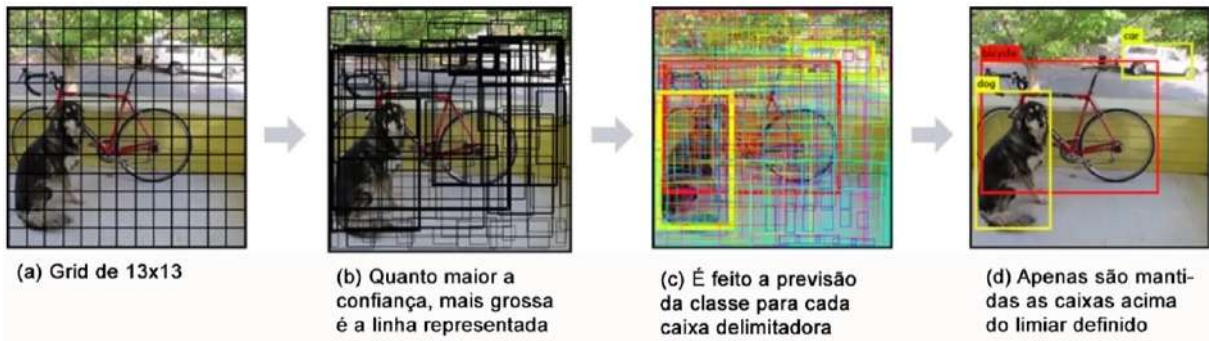 car
bicycle
dog
(a) Grid de 13x13
(b) Quanto maior a
confiança, mais grossa
é a linha representada
(c) É feito a previsão
da classe para cada
caixa delimitadora
(d) Apenas são manti-
das as caixas acima
do limiar definido